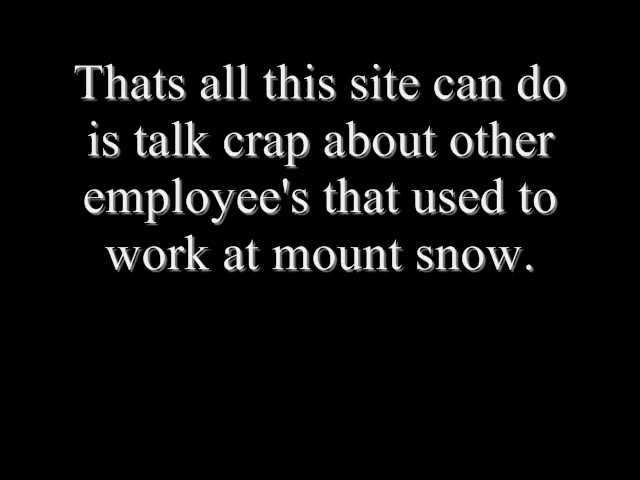 Thats all this site can do
is talk crap about other
employee's that used to
work at mount snow.